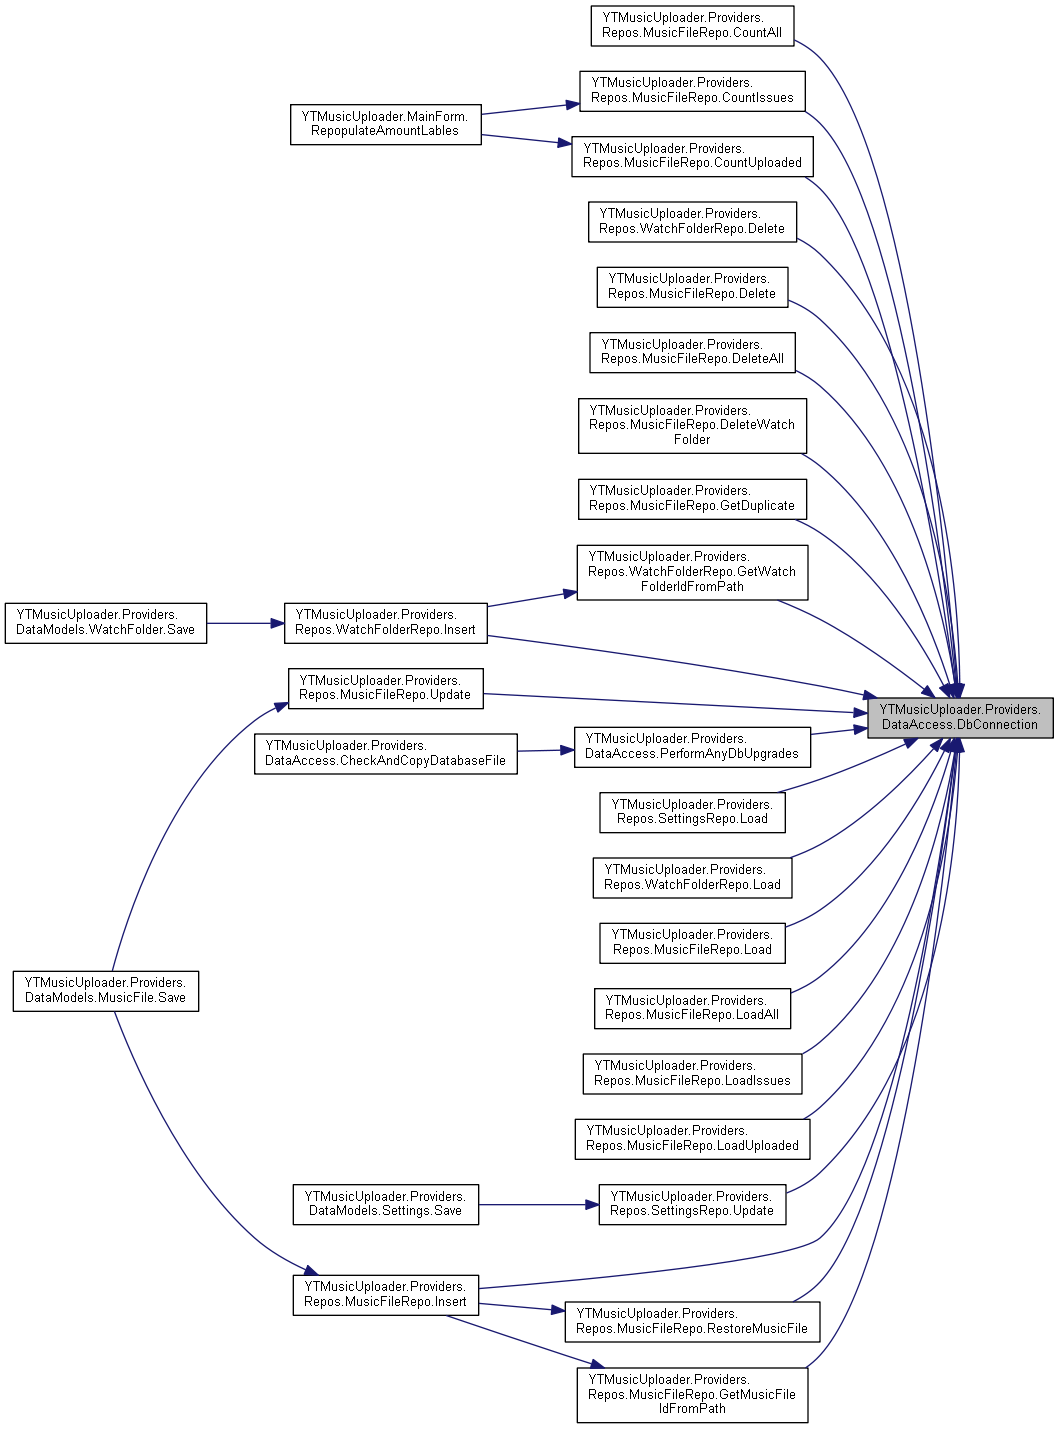 YTMusicUploader.Providers.
Repos.MusicFileRepo.CountAll
YTMusicUploader.Providers.
Repos.MusicFileRepo.CountIssues
YTMusicUploader.MainForm.
RepopulateAmountLables
YTMusicUploader.Providers.
Repos.MusicFileRepo.CountUploaded
YTMusicUploader.Providers.
Repos.WatchFolderRepo.Delete
YTMusicUploader.Providers.
Repos.MusicFileRepo.Delete
YTMusicUploader.Providers.
Repos.MusicFileRepo.DeleteAll
YTMusicUploader.Providers.
Repos.MusicFileRepo.DeleteWatch
Folder
YTMusicUploader.Providers.
Repos.MusicFileRepo.GetDuplicate
YTMusicUploader.Providers.
Repos.WatchFolderRepo.GetWatch
FolderIdFromPath
YTMusicUploader.Providers.
DataModels.WatchFolder.Save
YTMusicUploader.Providers.
Repos.WatchFolderRepo.Insert
YTMusicUploader.Providers.
Repos.MusicFileRepo.Update
YTMusicUploader.Providers.
DataAccess.DbConnection
YTMusicUploader.Providers.
DataAccess.CheckAndCopyDatabaseFile
YTMusicUploader.Providers.
DataAccess.PerformAnyDbUpgrades
YTMusicUploader.Providers.
Repos.SettingsRepo.Load
YTMusicUploader.Providers.
Repos.WatchFolderRepo.Load
YTMusicUploader.Providers.
Repos.MusicFileRepo.Load
YTMusicUploader.Providers.
DataModels.MusicFile.Save
YTMusicUploader.Providers.
Repos.MusicFileRepo.LoadAll
YTMusicUploader.Providers.
Repos.MusicFileRepo.LoadIssues
YTMusicUploader.Providers.
Repos.MusicFileRepo.LoadUploaded
YTMusicUploader.Providers.
DataModels.Settings.Save
YTMusicUploader.Providers.
Repos.SettingsRepo.Update
YTMusicUploader.Providers.
Repos.MusicFileRepo.Insert
YTMusicUploader.Providers.
Repos.MusicFileRepo.RestoreMusicFile
YTMusicUploader.Providers.
Repos.MusicFileRepo.GetMusicFile
IdFromPath